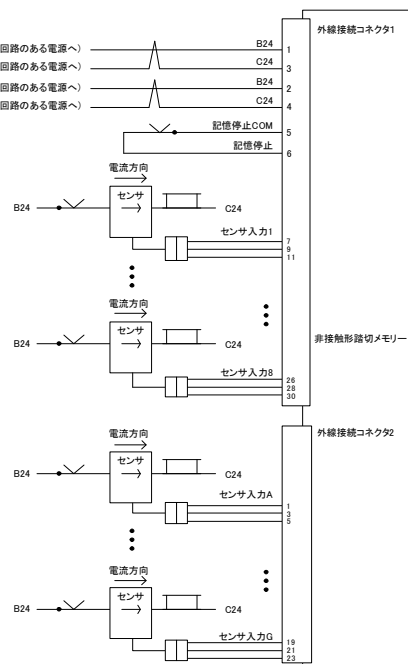 外線接続コネクタ1
回路のある電源へ) B24 1
回路のある電源へ) C24 3
回路のある電源へ) B24 2
回路のある電源へ) C24 4
記憶停止COM 5
記憶停止 6
電流方向
センサ
B24 C24
センサ入力1
7
9
11
電流方向
センサ
B24 C24
非接触形踏切メモリー
センサ入力8
26
28
30
外線接続コネクタ2
電流方向
センサ
B24 C24
センサ入力A
1
3
5
電流方向
センサ
B24 C24
センサ入力G
19
21
23